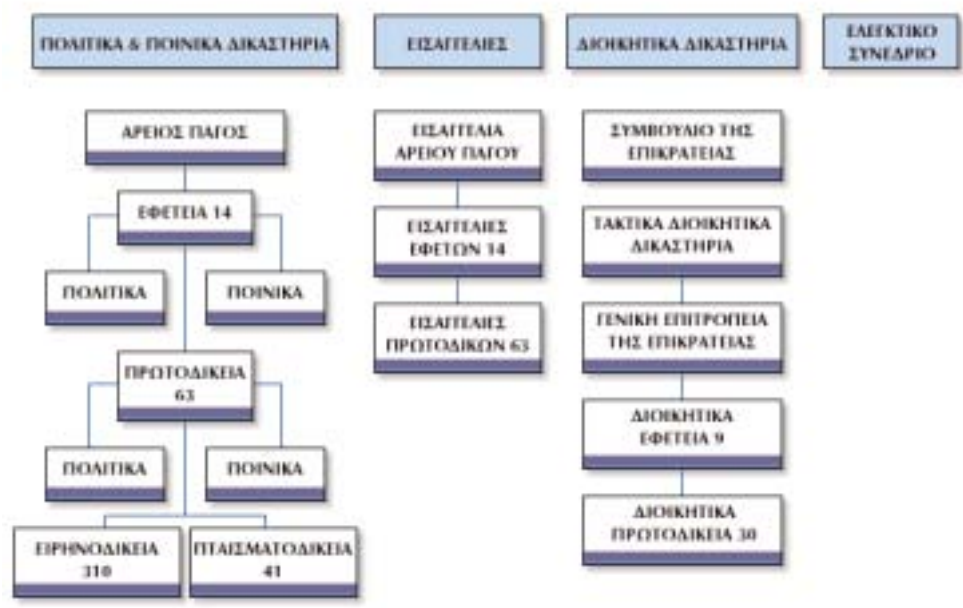 ΠΟΛΙΤΙΚΑ & ΠΟΙΝΙΚΑ ΔΙΚΑΣΤΗΡΙΑ
ΑΡΕΙΟΣ ΠΑΓΟΣ
ΕΦΕΤΕΙΑ 14
ΠΟΛΙΤΙΚΑ
ΠΟΙΝΙΚΑ
ΠΡΩΤΟΔΙΚΕΙΑ
63
ΠΟΛΙΤΙΚΑ
ΠΟΙΝΙΚΑ
ΕΙΡΗΝΟΔΙΚΕΙΑ
310
ΠΤΑΙΣΜΑΤΟΔΙΚΕΙΑ
41
ΕΙΣΑΓΓΕΛΙΕΣ
ΕΙΣΑΓΓΕΛΙΑ
ΑΡΕΙΟΥ ΠΑΓΟΥ
ΕΙΣΑΓΓΕΛΙΕΣ
ΕΦΕΤΩΝ 14
ΕΙΣΑΓΓΕΛΙΕΣ
ΠΡΩΤΟΔΙΚΩΝ 63
ΔΙΟΙΚΗΤΙΚΑ ΔΙΚΑΣΤΗΡΙΑ
ΣΥΜΒΟΥΛΙΟ ΤΗΣ
ΕΠΙΚΡΑΤΕΙΑΣ
ΤΑΚΤΙΚΑ ΔΙΟΙΚΗΤΙΚΑ
ΔΙΚΑΣΤΗΡΙΑ
ΓΕΝΙΚΗ ΕΠΙΤΡΟΠΕΙΑ
ΤΗΣ ΕΠΙΚΡΑΤΕΙΑΣ
ΔΙΟΙΚΗΤΙΚΑ
ΕΦΕΤΕΙΑ 9
ΔΙΟΙΚΗΤΙΚΑ
ΠΡΩΤΟΔΙΚΕΙΑ 30
ΕΛΕΓΚΤΙΚΟ
ΣΥΝΕΔΡΙΟ